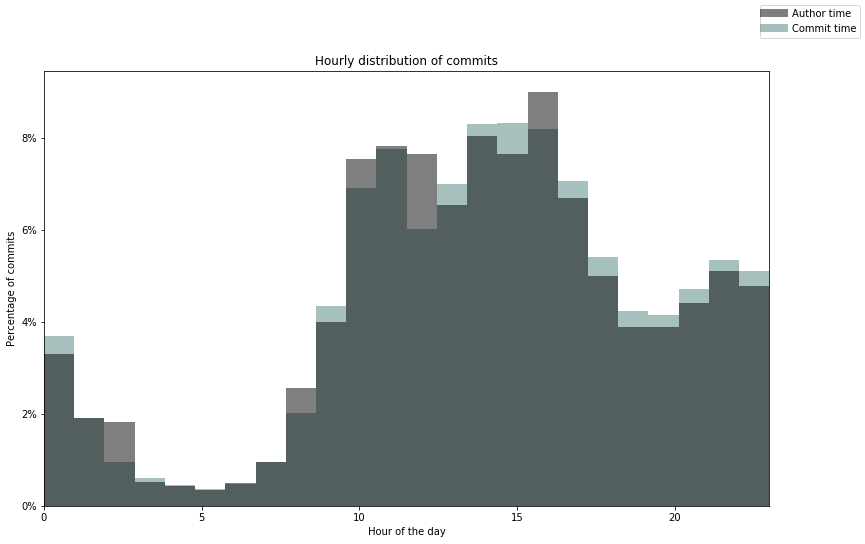 Author time
Commit time
Hourly distribution of commits
8%
6%
4%
2%
0%
Percentage of commits
0 5 10 15 20
Hour of the day